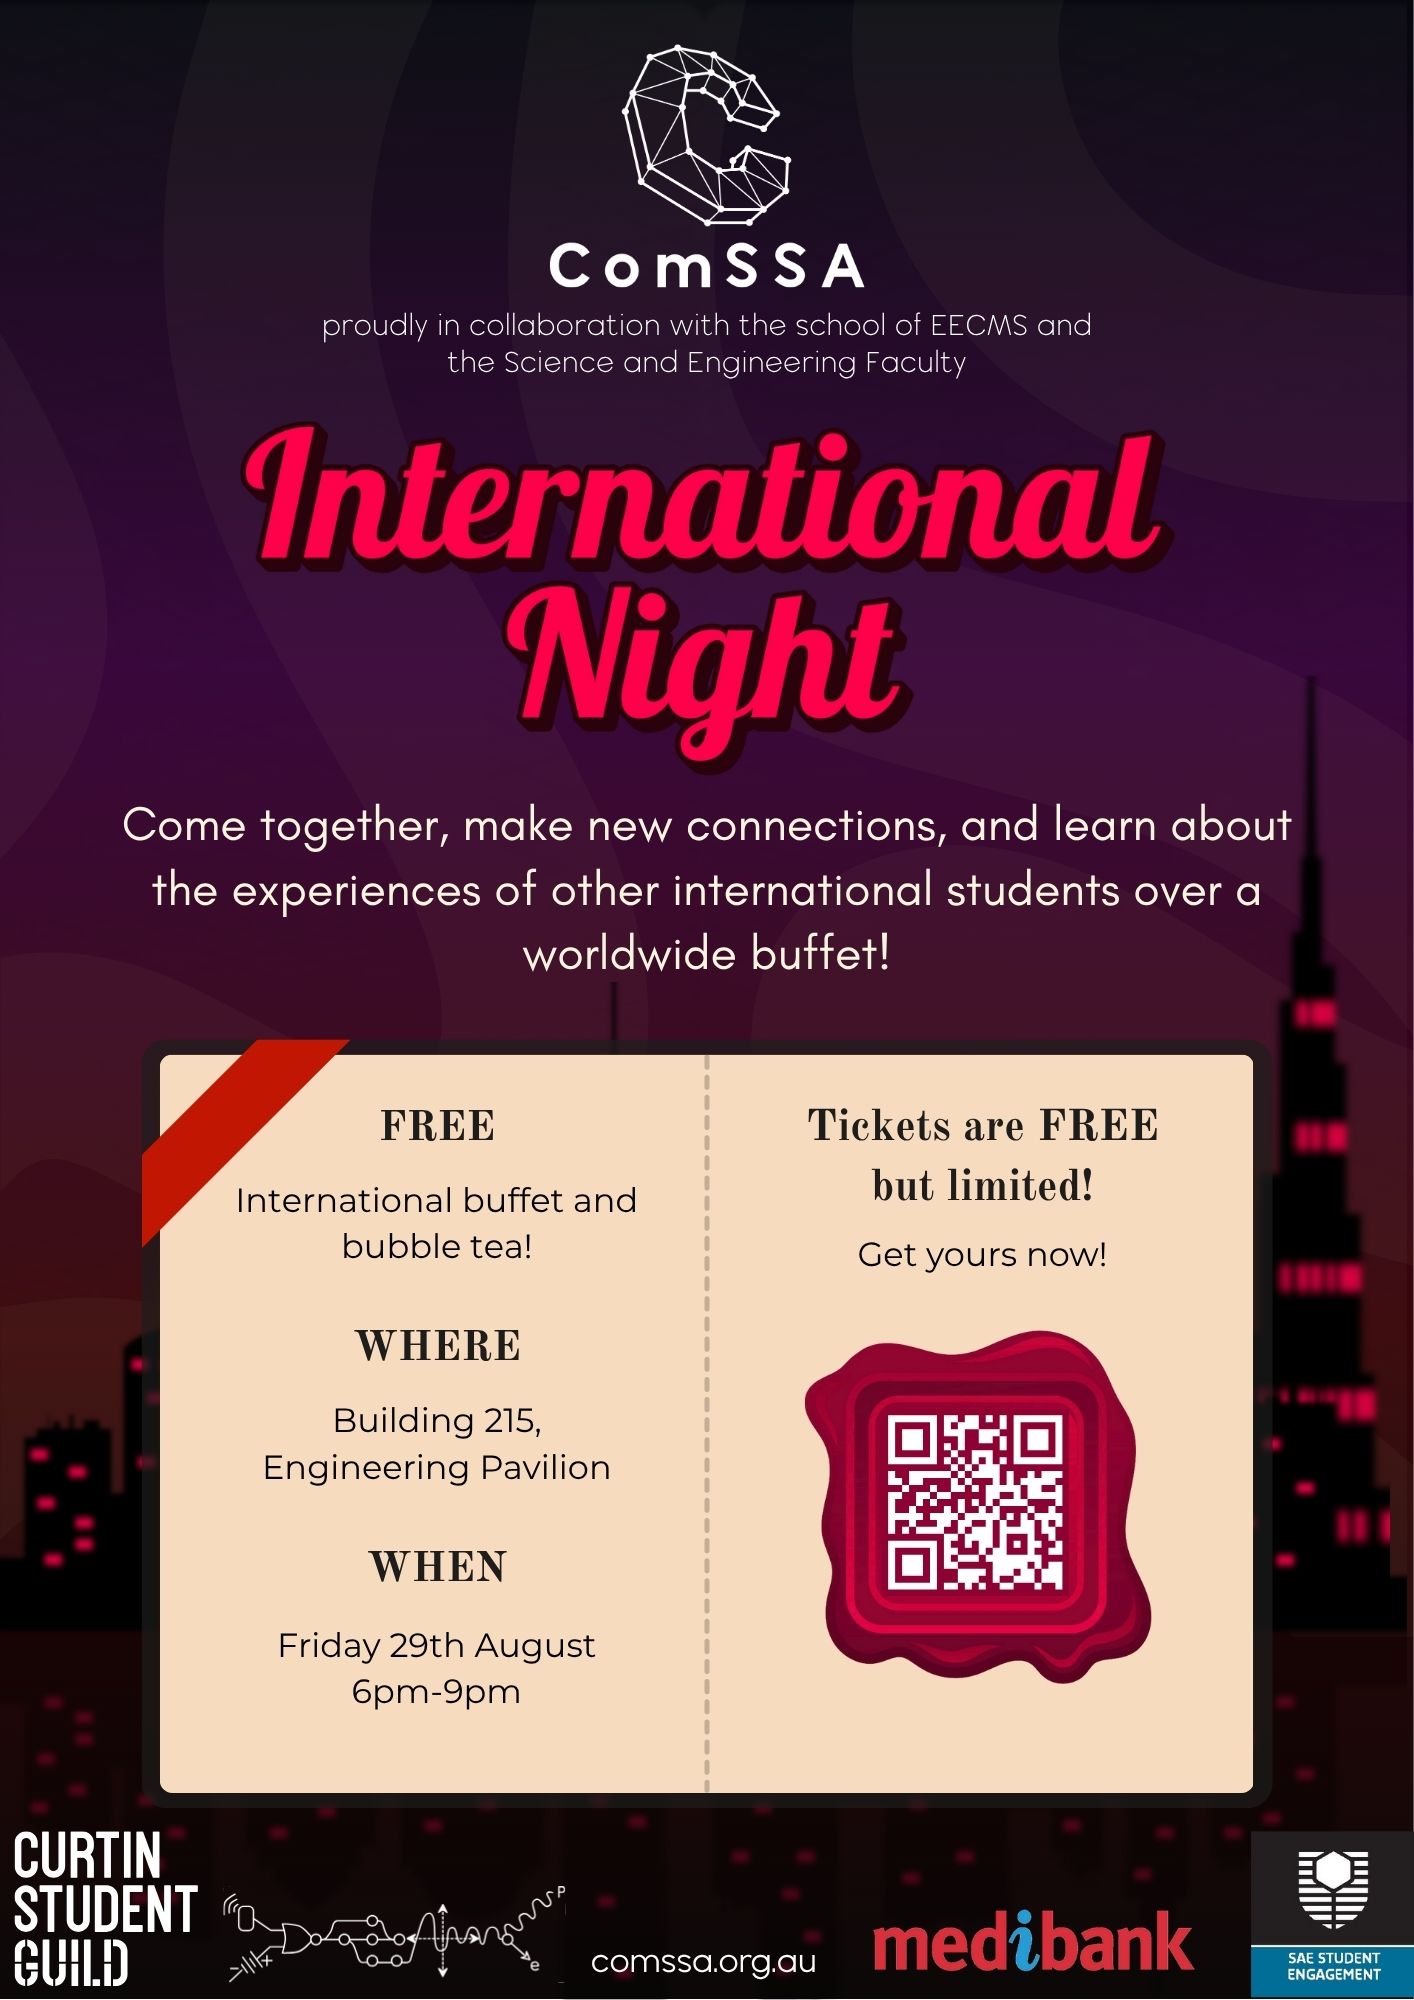 ComSSA
proudly in collaboration with the school of EECMS and
the Science and Engineering Faculty
International
Night
Come together, make new connections, and learn about
the experiences of other international students over a
worldwide buffet!
FREE
International buffet and
bubble tea!
WHERE
Building 215,
Engineering Pavilion
WHEN
Friday 29th August
6pm-9pm
Tickets are FREE
but limited!
Get yours now!
CURTIN
STUDENT
GUILD
P
e
comssa.org.au
medibank
SAE STUDENT
ENGAGEMENT